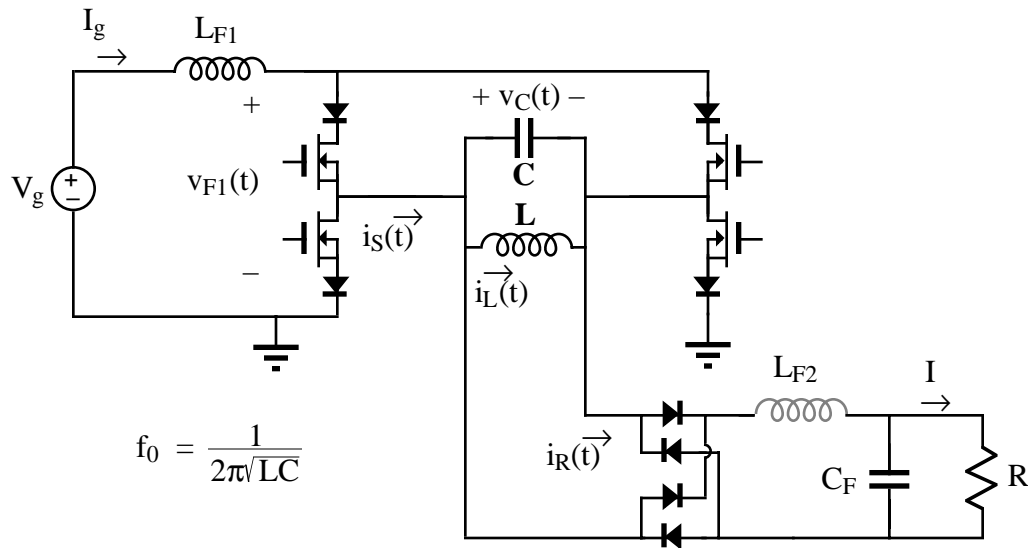 I_g
L_F1
+ v_C(t) –
+
C
V_g
+
–
v_F1(t)
L
i_S(t)
i_L(t)
–
L_F2
I
f_0 = 1 / 2π√LC
i_R(t)
C_F
R